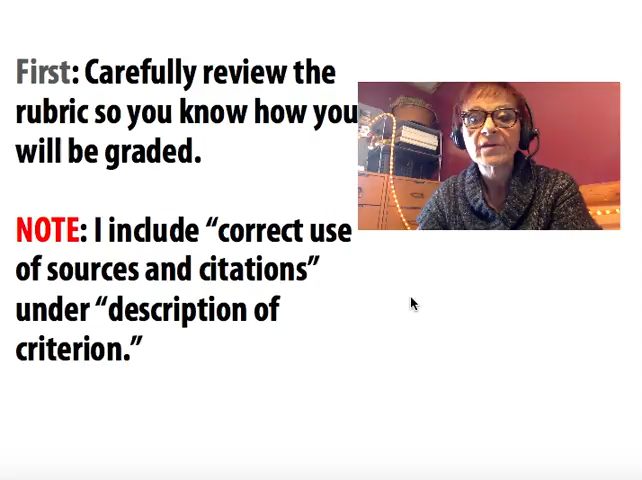 First: Carefully review the
rubric so you know how you
will be graded.
NOTE: I include “correct use
of sources and citations”
under “description of
criterion.”